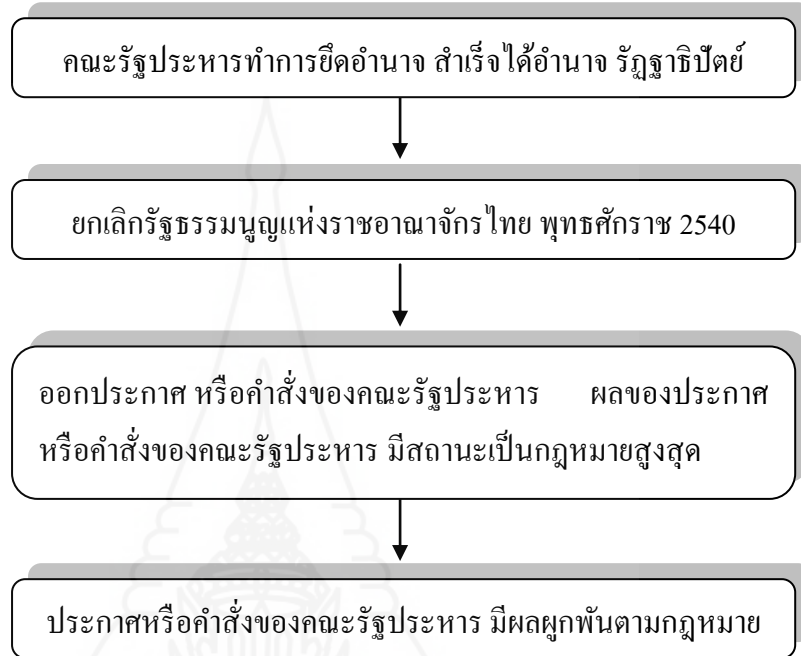 คณะรัฐประหารทำการยึดอำนาจ สำเร็จได้อำนาจ รัฏฐาธิปัตย์
ยกเลิกรัฐธรรมนูญแห่งราชอาณาจักรไทย พุทธศักราช 2540
ออกประกาศ หรือคำสั่งของคณะรัฐประหาร ผลของประกาศ
หรือคำสั่งของคณะรัฐประหาร มีสถานะเป็นกฎหมายสูงสุด
ประกาศหรือคำสั่งของคณะรัฐประหาร มีผลผูกพันตามกฎหมาย